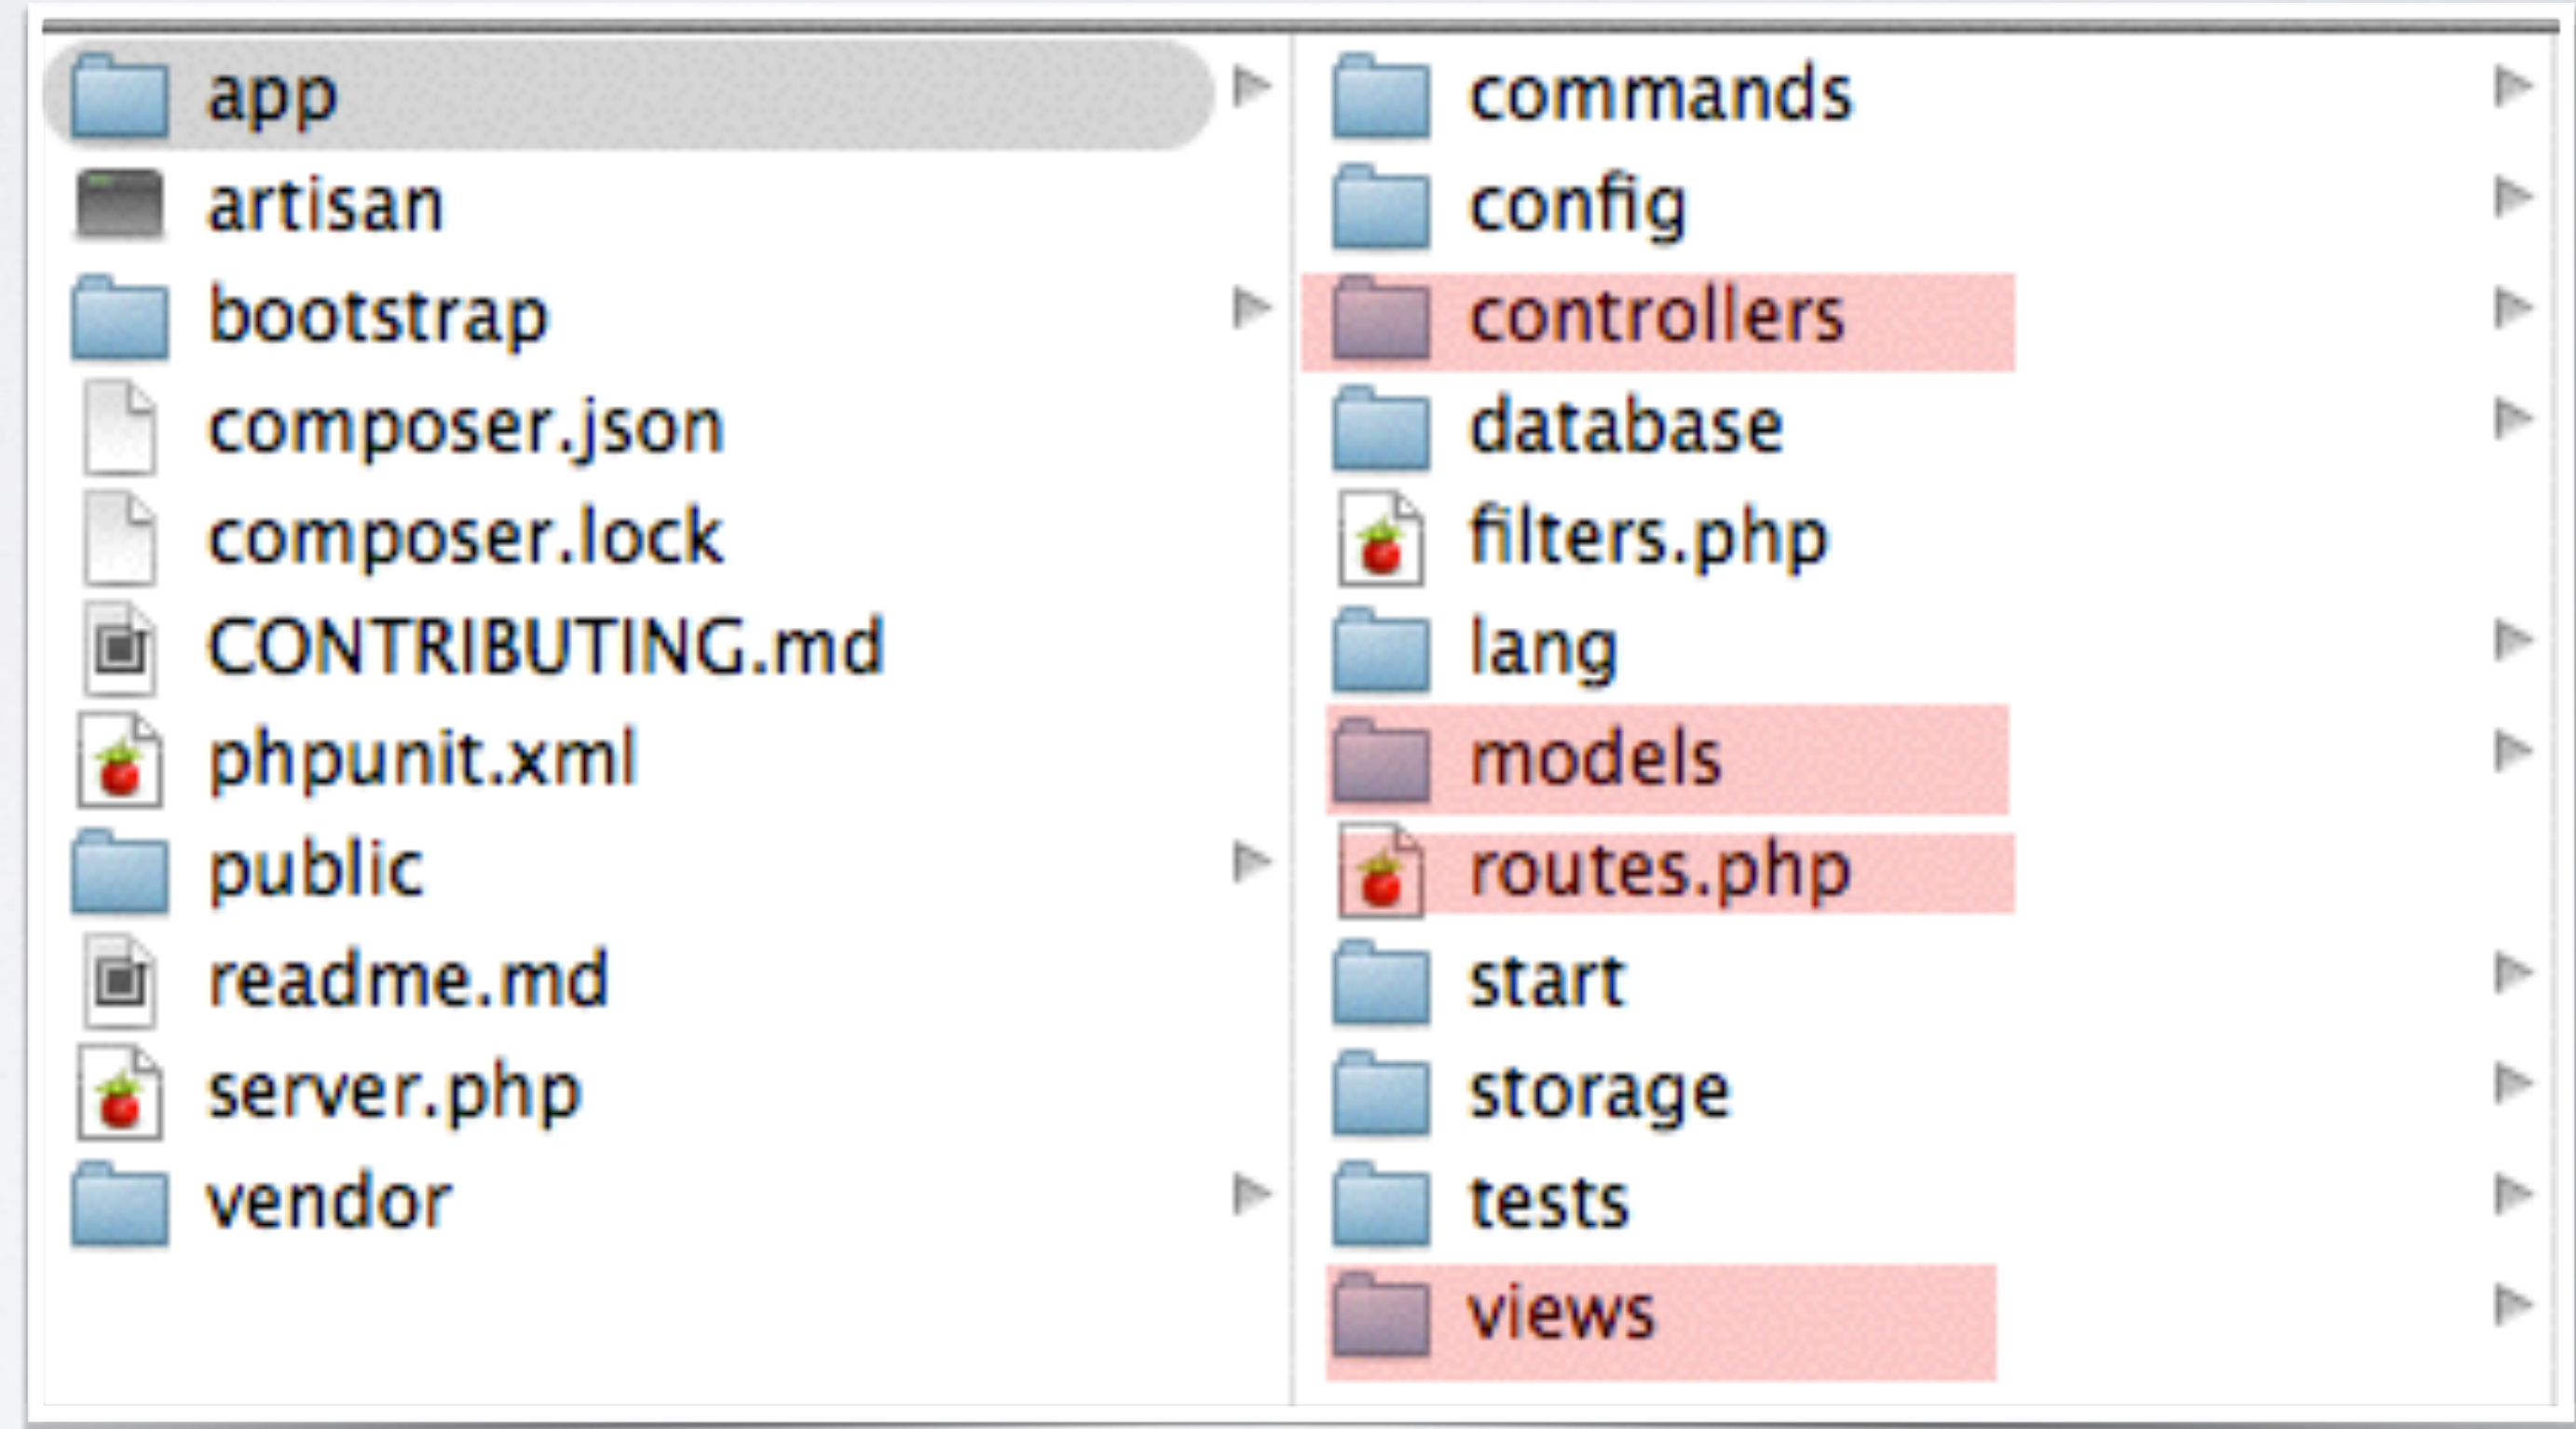 app
artisan
bootstrap
composer.json
composer.lock
CONTRIBUTING.md
phpunit.xml
public
readme.md
server.php
vendor
commands
config
controllers
database
filters.php
lang
models
routes.php
start
storage
tests
views